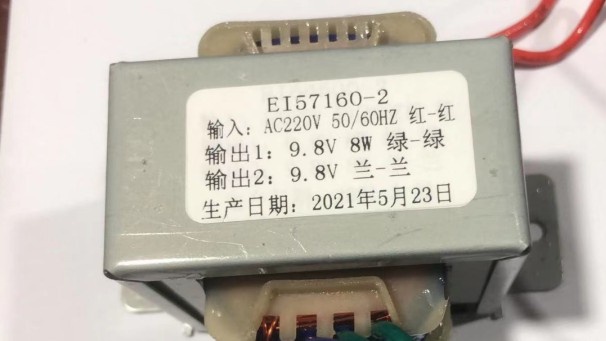 EI57160-2
输入: AC220V 50/60HZ 红-红
输出1: 9.8V 8W 绿-绿
输出2: 9.8V 兰-兰
生产日期: 2021年5月23日